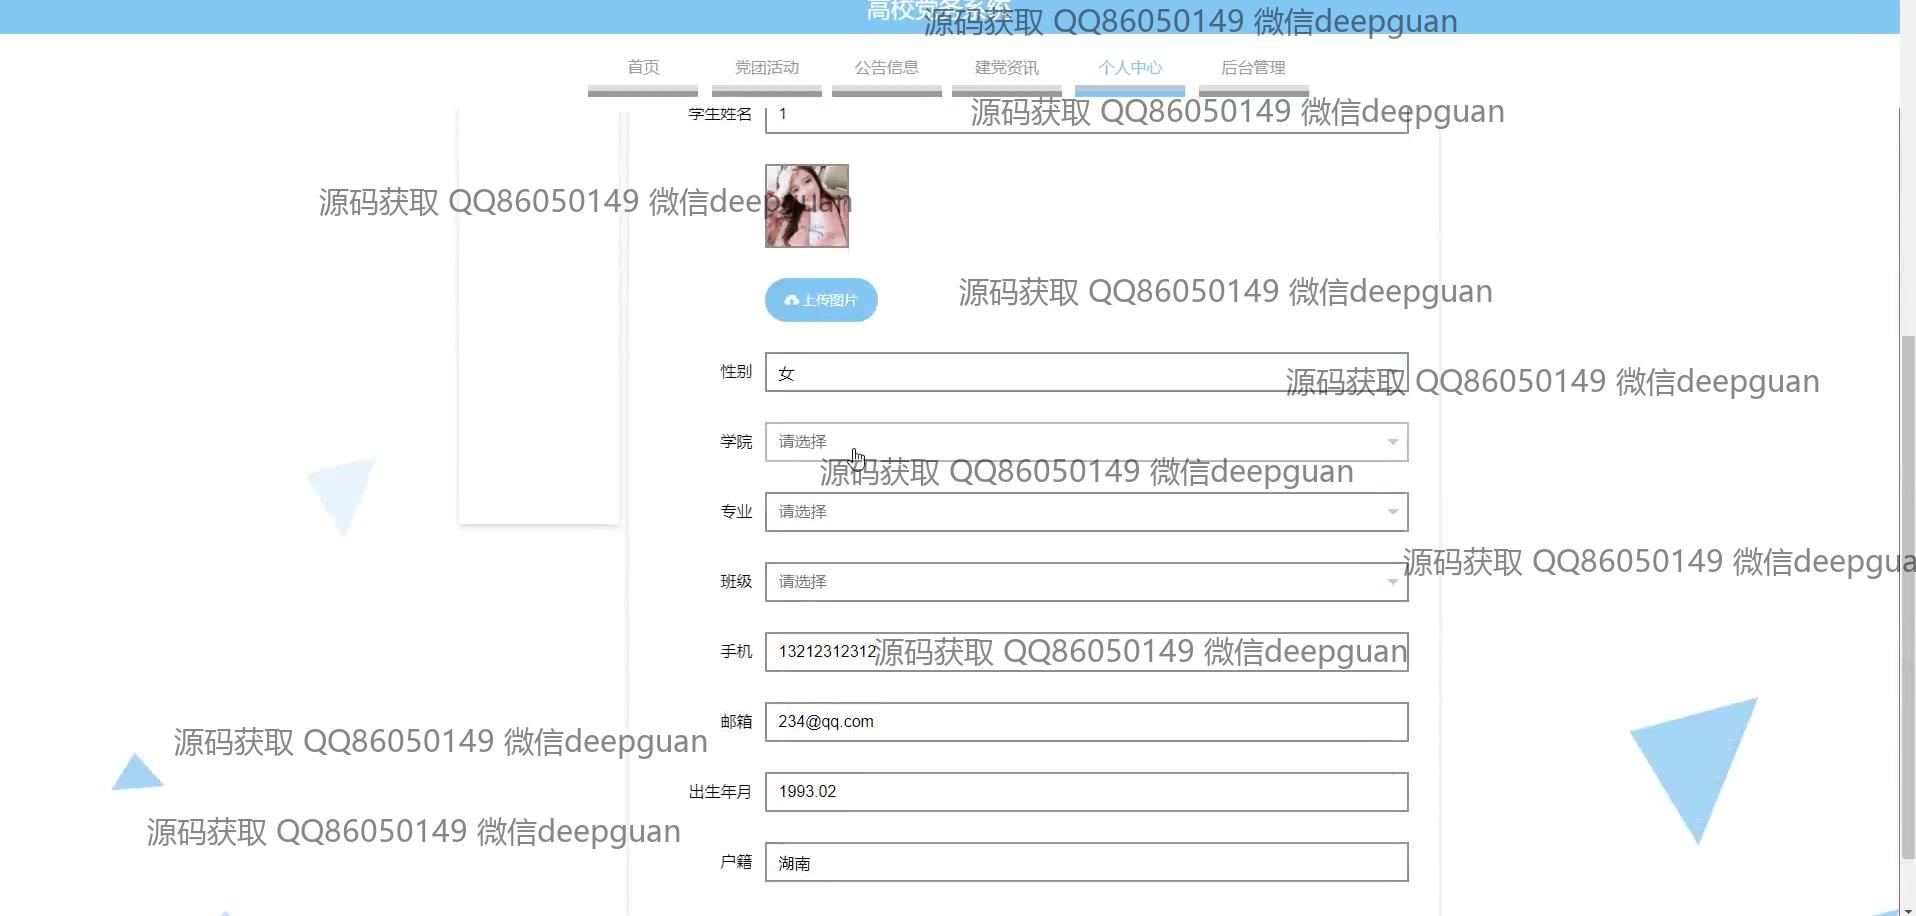 高校党务系统
源码获取 QQ86050149 微信deepguan
首页 党团活动 公告信息 建党资讯 个人中心 后台管理
学生姓名 1
源码获取 QQ86050149 微信deepguan
源码获取 QQ86050149 微信deepguan
上传图片
源码获取 QQ86050149 微信deepguan
性别 女
源码获取 QQ86050149 微信deepguan
学院 请选择
源码获取 QQ86050149 微信deepguan
专业 请选择
源码获取 QQ86050149 微信deepgua
班级 请选择
手机 13212312312
源码获取 QQ86050149 微信deepguan
邮箱 234@qq.com
源码获取 QQ86050149 微信deepguan
出生年月 1993.02
源码获取 QQ86050149 微信deepguan
户籍 湖南